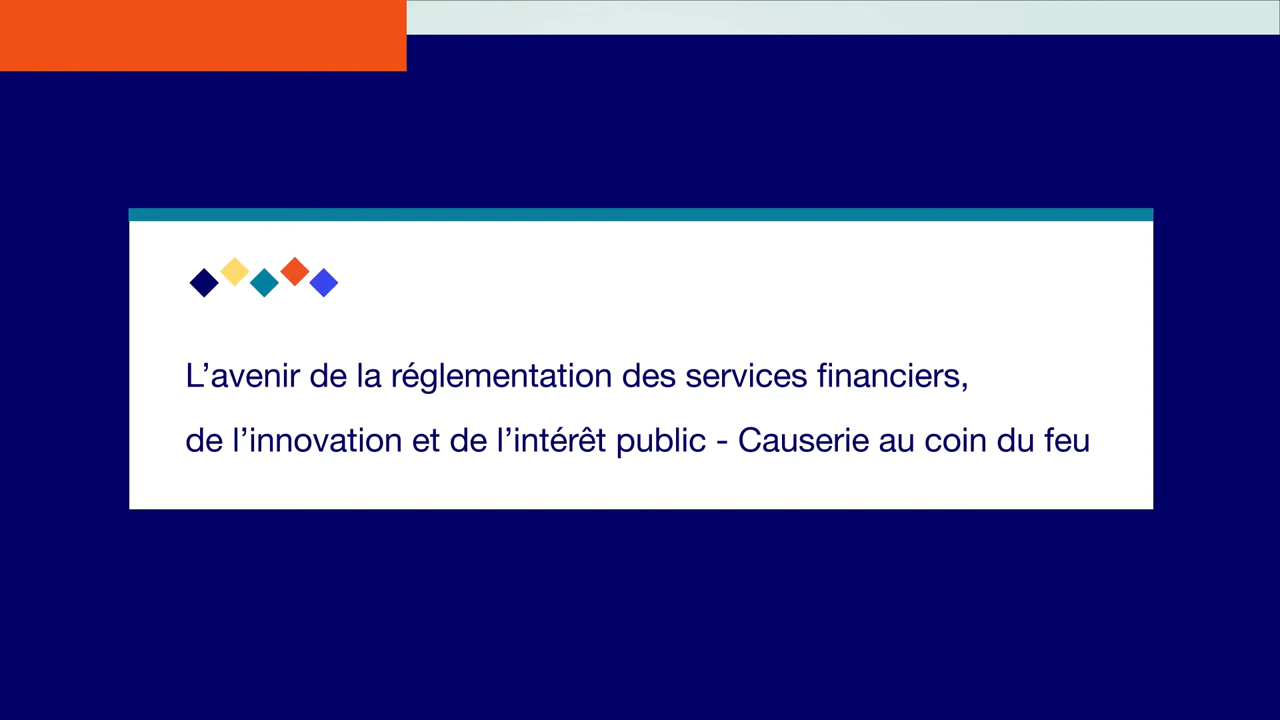 L’avenir de la réglementation des services financiers,
de l’innovation et de l’intérêt public - Causerie au coin du feu